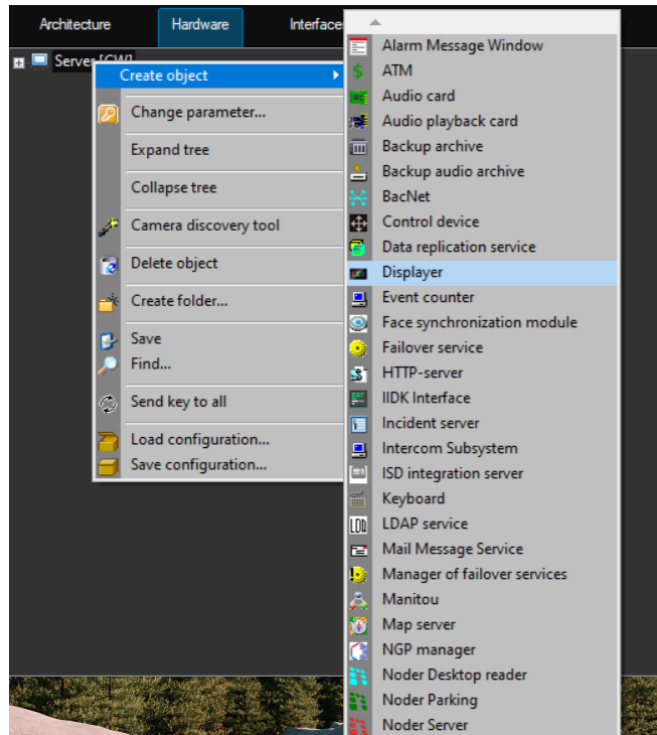 Architecture
Hardware
Interface
Server [CW]
Create object
Change parameter...
Expand tree
Collapse tree
Camera discovery tool
Delete object
Create folder...
Save
Find...
Send key to all
Load configuration...
Save configuration...
Alarm Message Window
ATM
Audio card
Audio playback card
Backup archive
Backup audio archive
BacNet
Control device
Data replication service
Displayer
Event counter
Face synchronization module
Failover service
HTTP-server
IIDK Interface
Incident server
Intercom Subsystem
ISD integration server
Keyboard
LDAP service
Mail Message Service
Manager of failover services
Manitou
Map server
NGP manager
Noder Desktop reader
Noder Parking
Noder Server